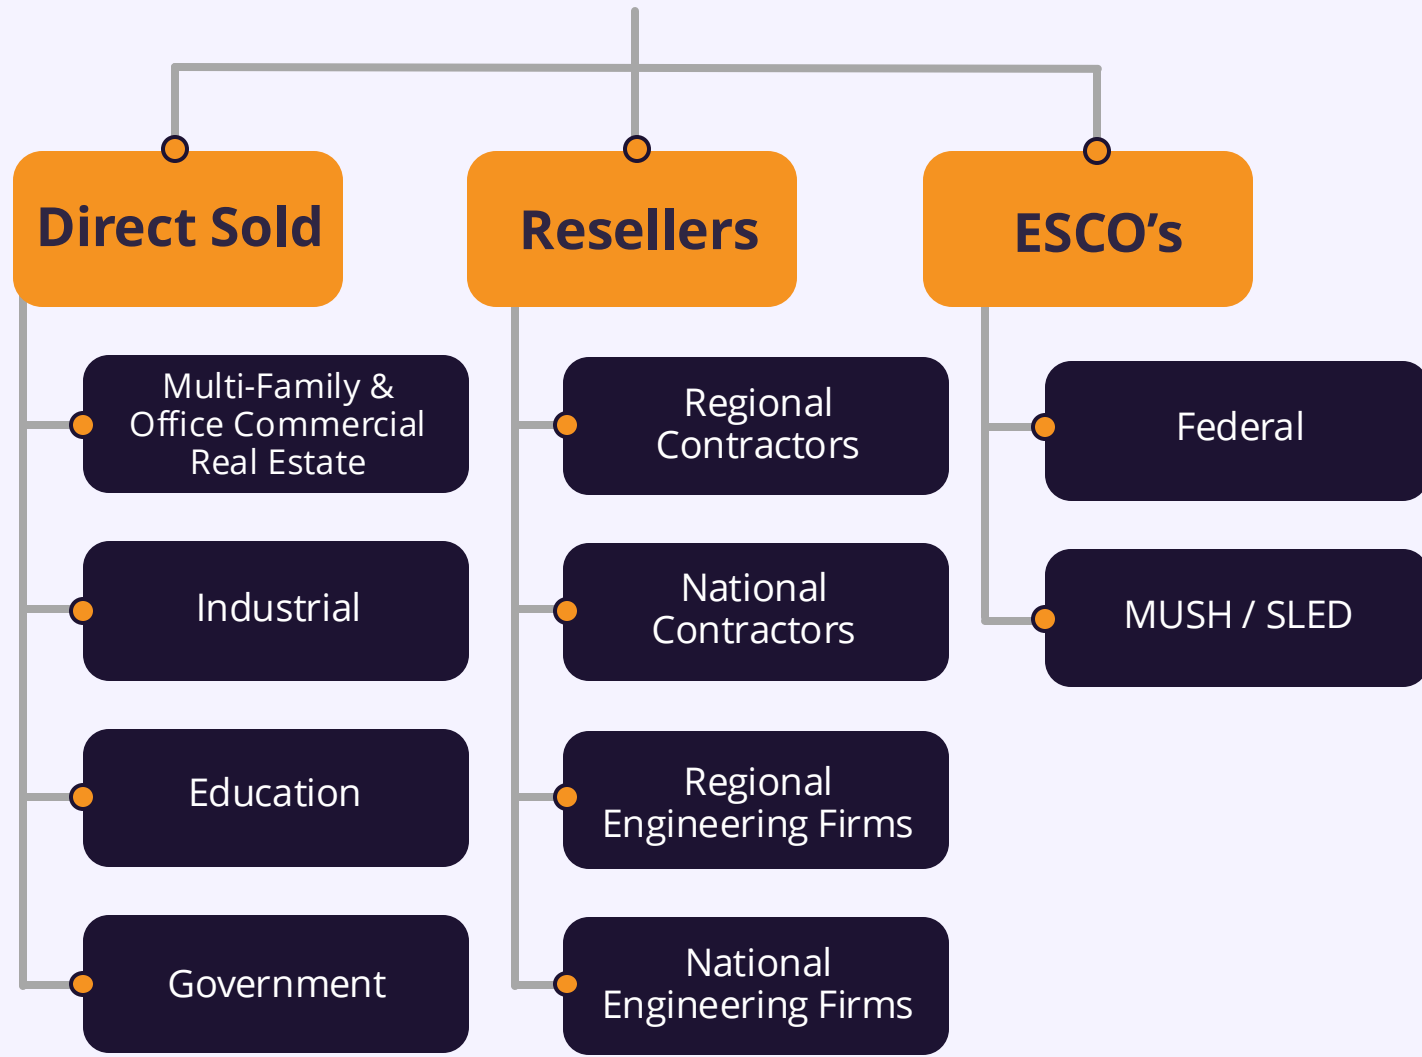 Direct Sold
Multi-Family &
Office Commercial
Real Estate
Industrial
Education
Government
Resellers
Regional
Contractors
National
Contractors
Regional
Engineering Firms
National
Engineering Firms
ESCO’s
Federal
MUSH / SLED